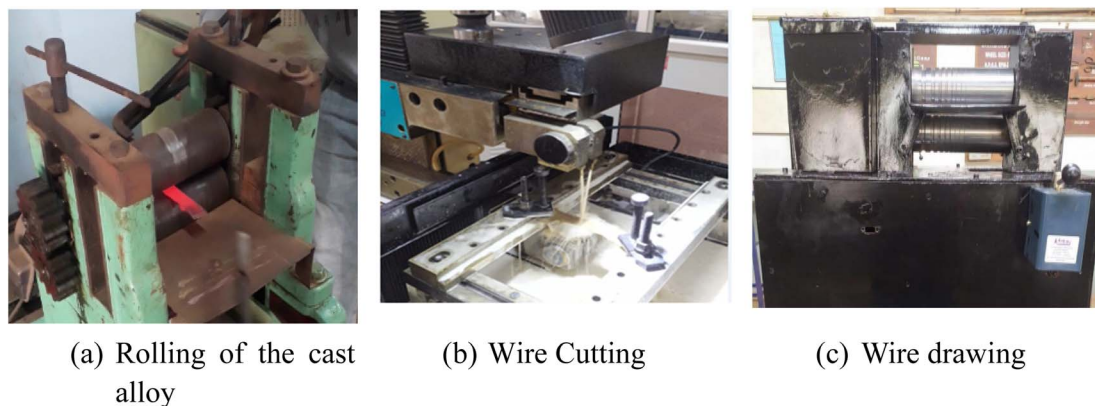 (a) Rolling of the cast
alloy
(b) Wire Cutting
(c) Wire drawing